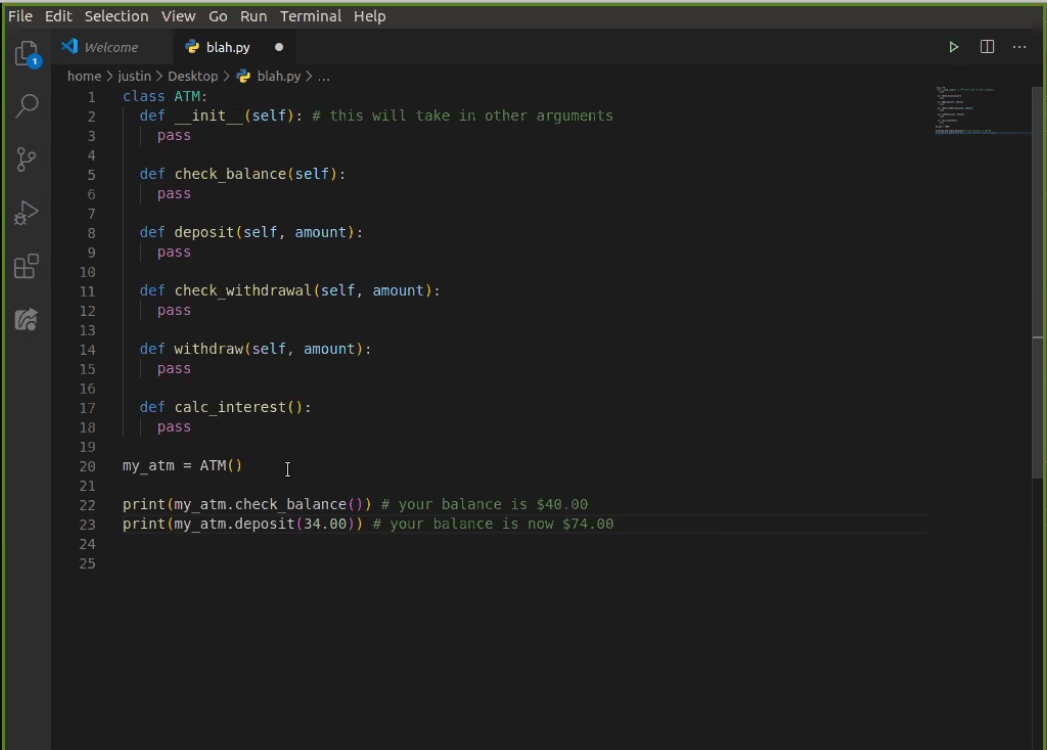 File Edit Selection View Go Run Terminal Help
Welcome blah.py
1
home > justin > Desktop > blah.py > ...
1 class ATM:
2 def __init__(self): # this will take in other arguments
3 pass
4
5 def check_balance(self):
6 pass
7
8 def deposit(self, amount):
9 pass
10
11 def check_withdrawal(self, amount):
12 pass
13
14 def withdraw(self, amount):
15 pass
16
17 def calc_interest():
18 pass
19
20 my_atm = ATM()
21
22 print(my_atm.check_balance()) # your balance is $40.00
23 print(my_atm.deposit(34.00)) # your balance is now $74.00
24
25